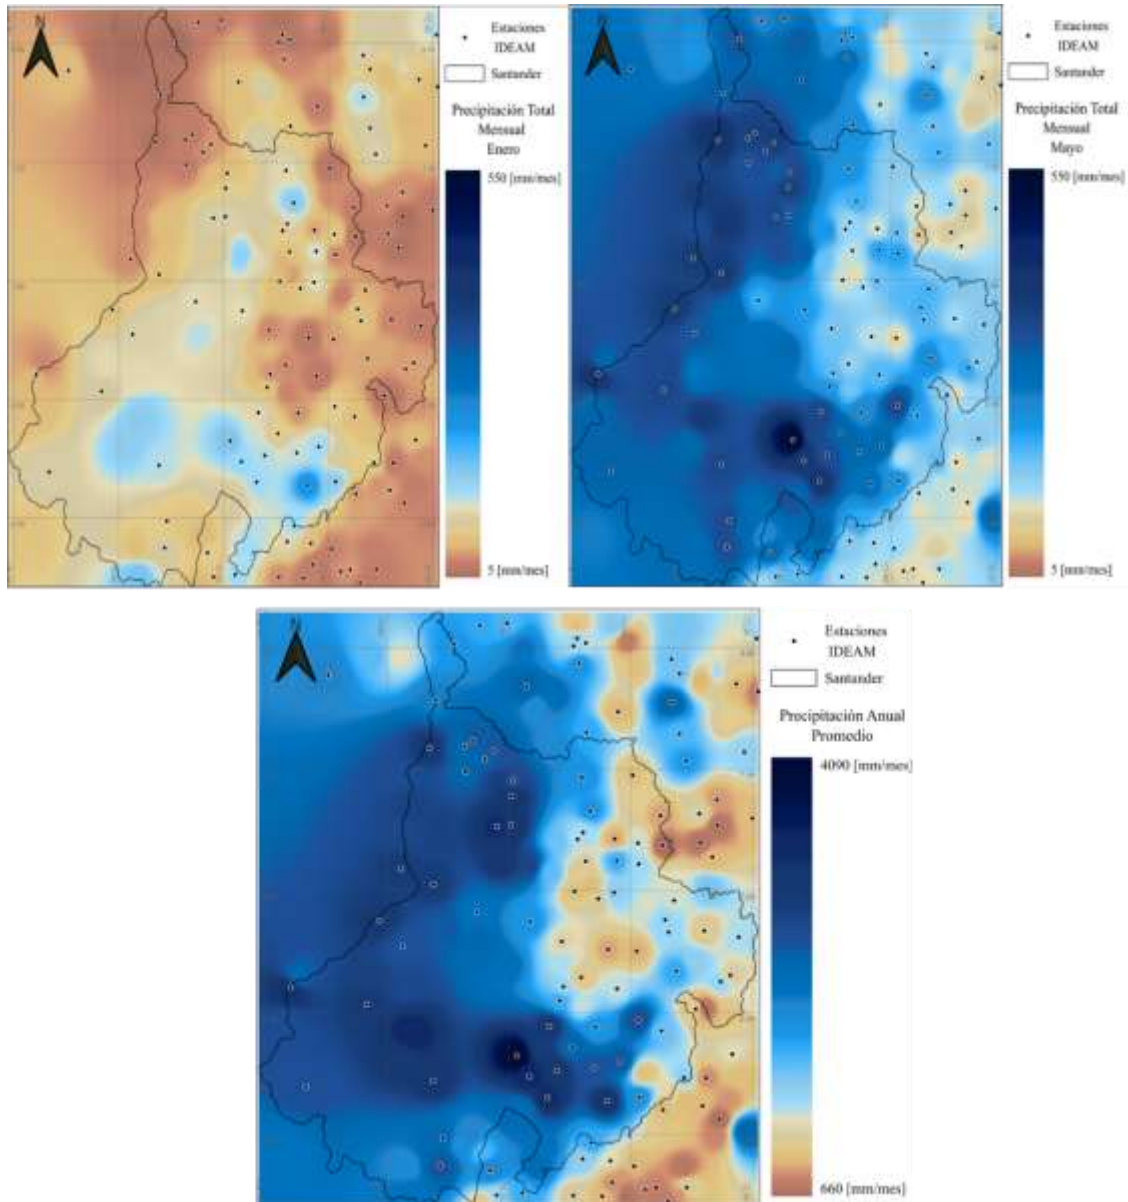 N
Estaciones
IDEAM
Santander
Precipitación Total
Mensual
Enero
550 [mm/mes]
5 [mm/mes]
N
Estaciones
IDEAM
Santander
Precipitación Total
Mensual
Mayo
550 [mm/mes]
5 [mm/mes]
Estaciones
IDEAM
Santander
Precipitación Anual
Promedio
4090 [mm/mes]
660 [mm/mes]